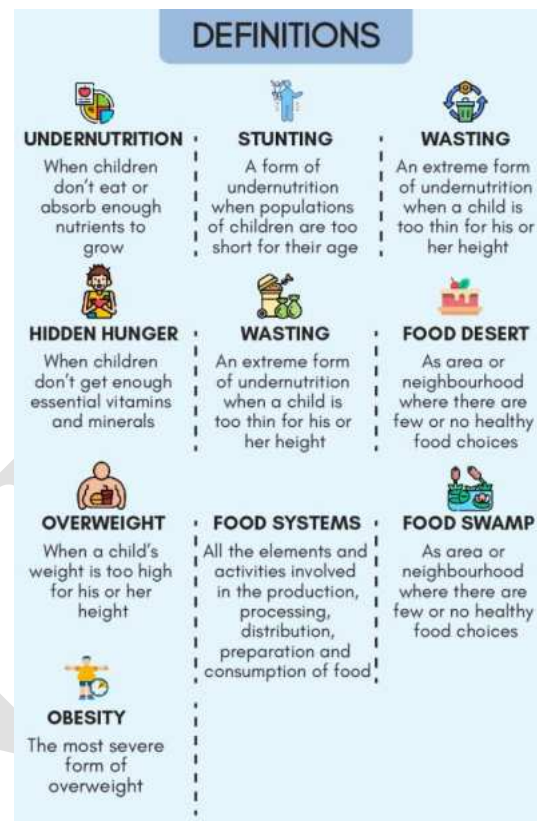 DEFINITIONS
UNDERNUTRITION
When children
don't eat or
absorb enough
nutrients to
grow
STUNTING
A form of
undernutrition
when populations
of children are too
short for their age
WASTING
An extreme form
of undernutrition
when a child is
too thin for his or
her height
HIDDEN HUNGER
When children
don't get enough
essential vitamins
and minerals
WASTING
An extreme form
of undernutrition
when a child is
too thin for his or
her height
FOOD DESERT
As area or
neighbourhood
where there are
few or no healthy
food choices
OVERWEIGHT
When a child's
weight is too high
for his or her
height
FOOD SYSTEMS
All the elements and
activities involved
in the production,
processing,
distribution,
preparation and
consumption of food
FOOD SWAMP
As area or
neighbourhood
where there are
few or no healthy
food choices
OBESITY
The most severe
form of
overweight